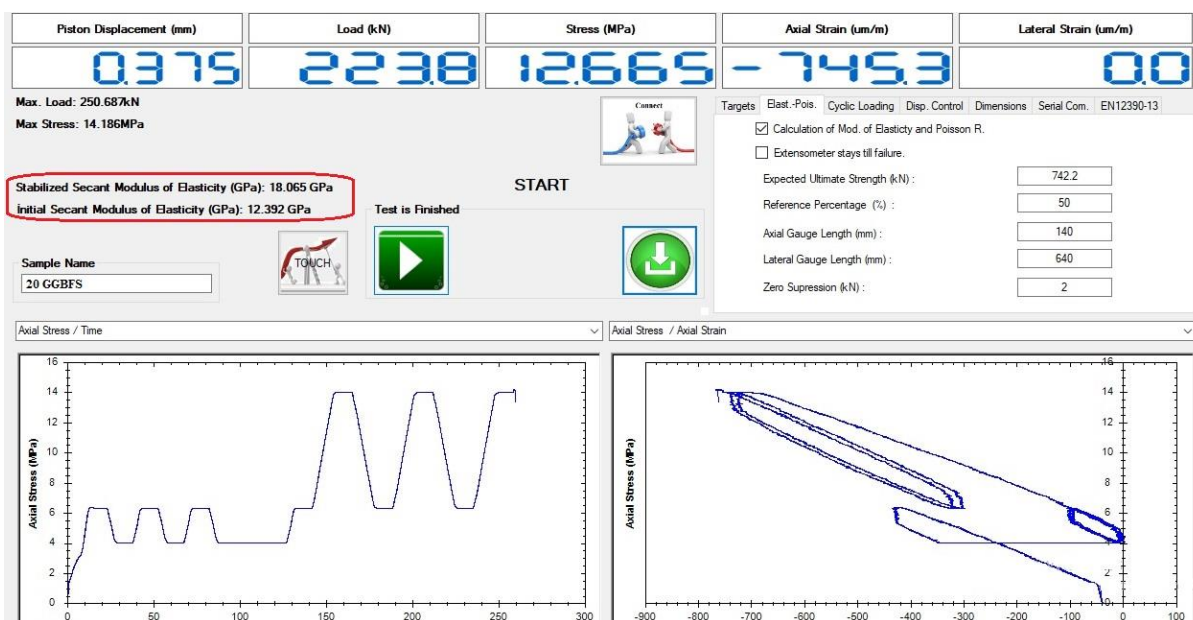 Piston Displacement (mm) Load (kN) Stress (MPa) Axial Strain (um/m) Lateral Strain (um/m)
0.375 223.8 12.665 -745.3 0.0
Max. Load: 250.687kN
Max Stress: 14.186MPa
Connect
Stabilized Secant Modulus of Elasticity (GPa): 18.065 GPa
İnitial Secant Modulus of Elasticity (GPa): 12.392 GPa
START
Test is Finished
TOUCH
Sample Name
20 GGBFS
Targets Elast.-Pois. Cyclic Loading Disp. Control Dimensions Serial Com. EN12390-13
Calculation of Mod. of Elasticty and Poisson R.
Extensometer stays till failure.
Expected Ultimate Strength (kN) : 742.2
Reference Percentage (%) : 50
Axial Gauge Length (mm) : 140
Lateral Gauge Length (mm) : 640
Zero Supression (kN) : 2
Axial Stress / Time
Axial Stress (MPa)
16
14
12
10
8
6
4
2
0
0 50 100 150 200 250 300
Axial Stress / Axial Strain
Axial Stress (MPa)
16
14
12
10
8
6
4
2
0
-900 -800 -700 -600 -500 -400 -300 -200 -100 0 100